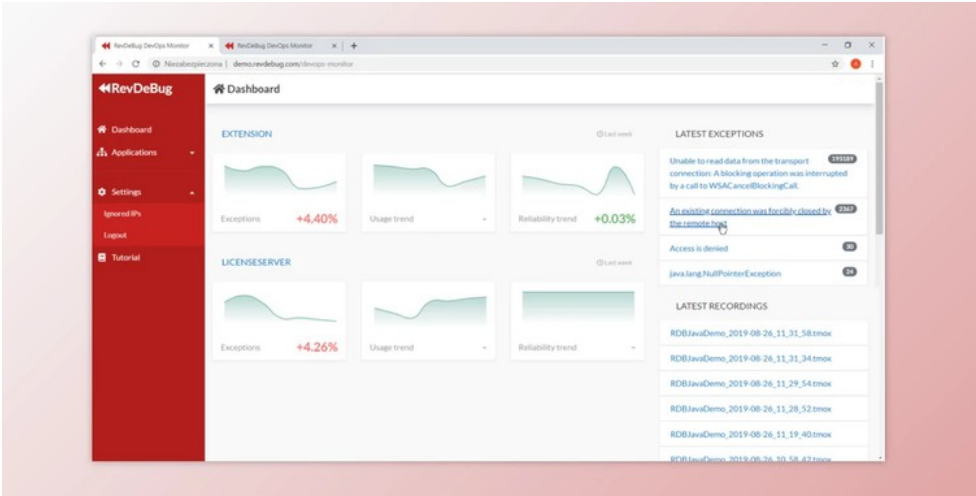 RevDeBug DevOps Monitor
RevDeBug DevOps Monitor
Niezabezpieczona | demo.revdebug.com/devops-monitor
RevDeBug
Dashboard
Dashboard
Applications
Settings
Ignored IPs
Logout
Tutorial
EXTENSION
Last week
Exceptions +4.40%
Usage trend -
Reliability trend +0.03%
LICENSESERVER
Last week
Exceptions +4.26%
Usage trend -
Reliability trend -
LATEST EXCEPTIONS
Unable to read data from the transport 193189
connection: A blocking operation was interrupted
by a call to WSACancelBlockingCall.
An existing connection was forcibly closed by 2367
the remote host
Access is denied 30
java.lang.NullPointerException 24
LATEST RECORDINGS
RDBJavaDemo_2019-08-26_11_31_58.tmox
RDBJavaDemo_2019-08-26_11_31_34.tmox
RDBJavaDemo_2019-08-26_11_29_54.tmox
RDBJavaDemo_2019-08-26_11_28_52.tmox
RDBJavaDemo_2019-08-26_11_19_40.tmox
RDBJavaDemo_2019-08-26_10_58_42.tmox